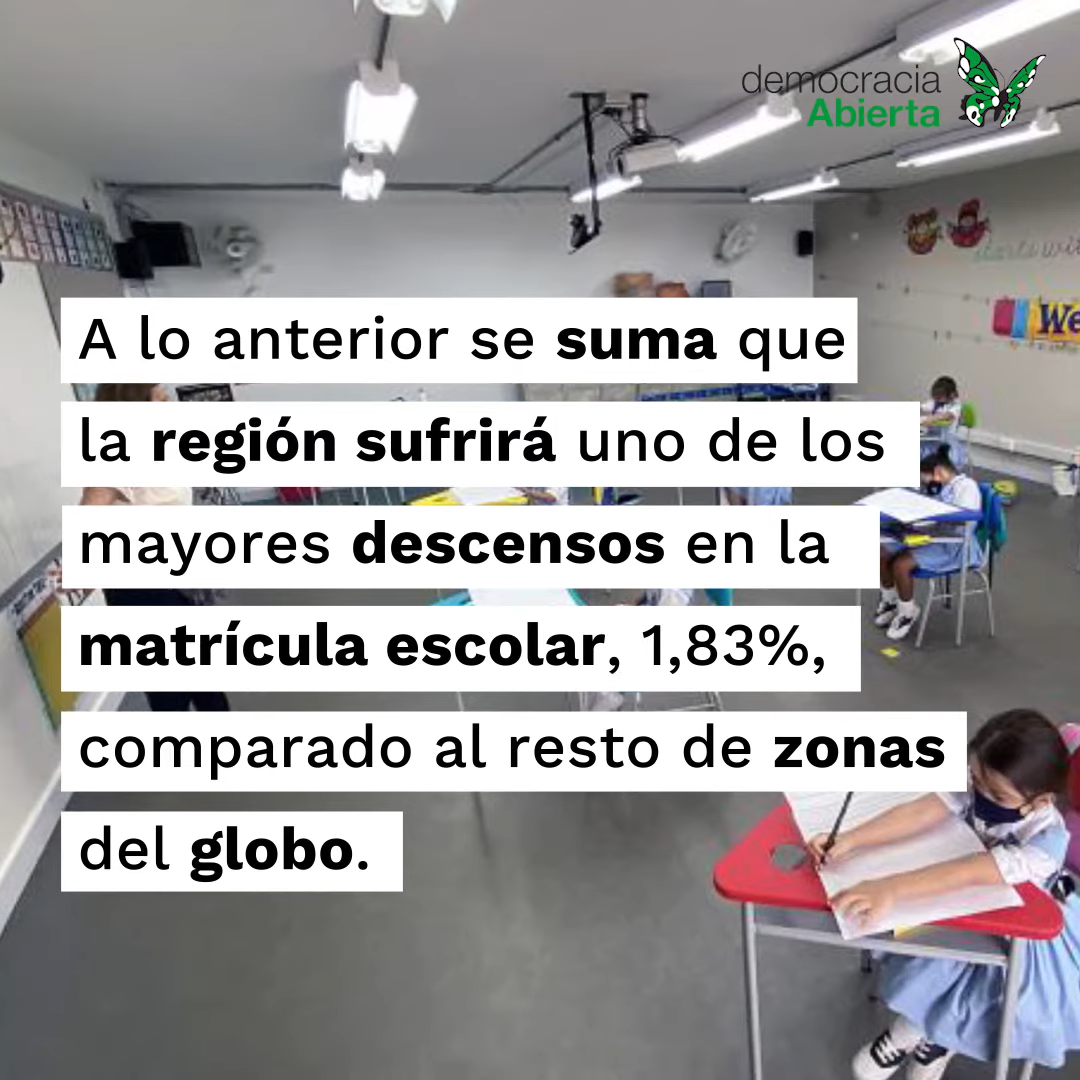 democracia
Abierta
A lo anterior se suma que
la región sufrirá uno de los
mayores descensos en la
matrícula escolar, 1,83%,
comparado al resto de zonas
del globo.
We